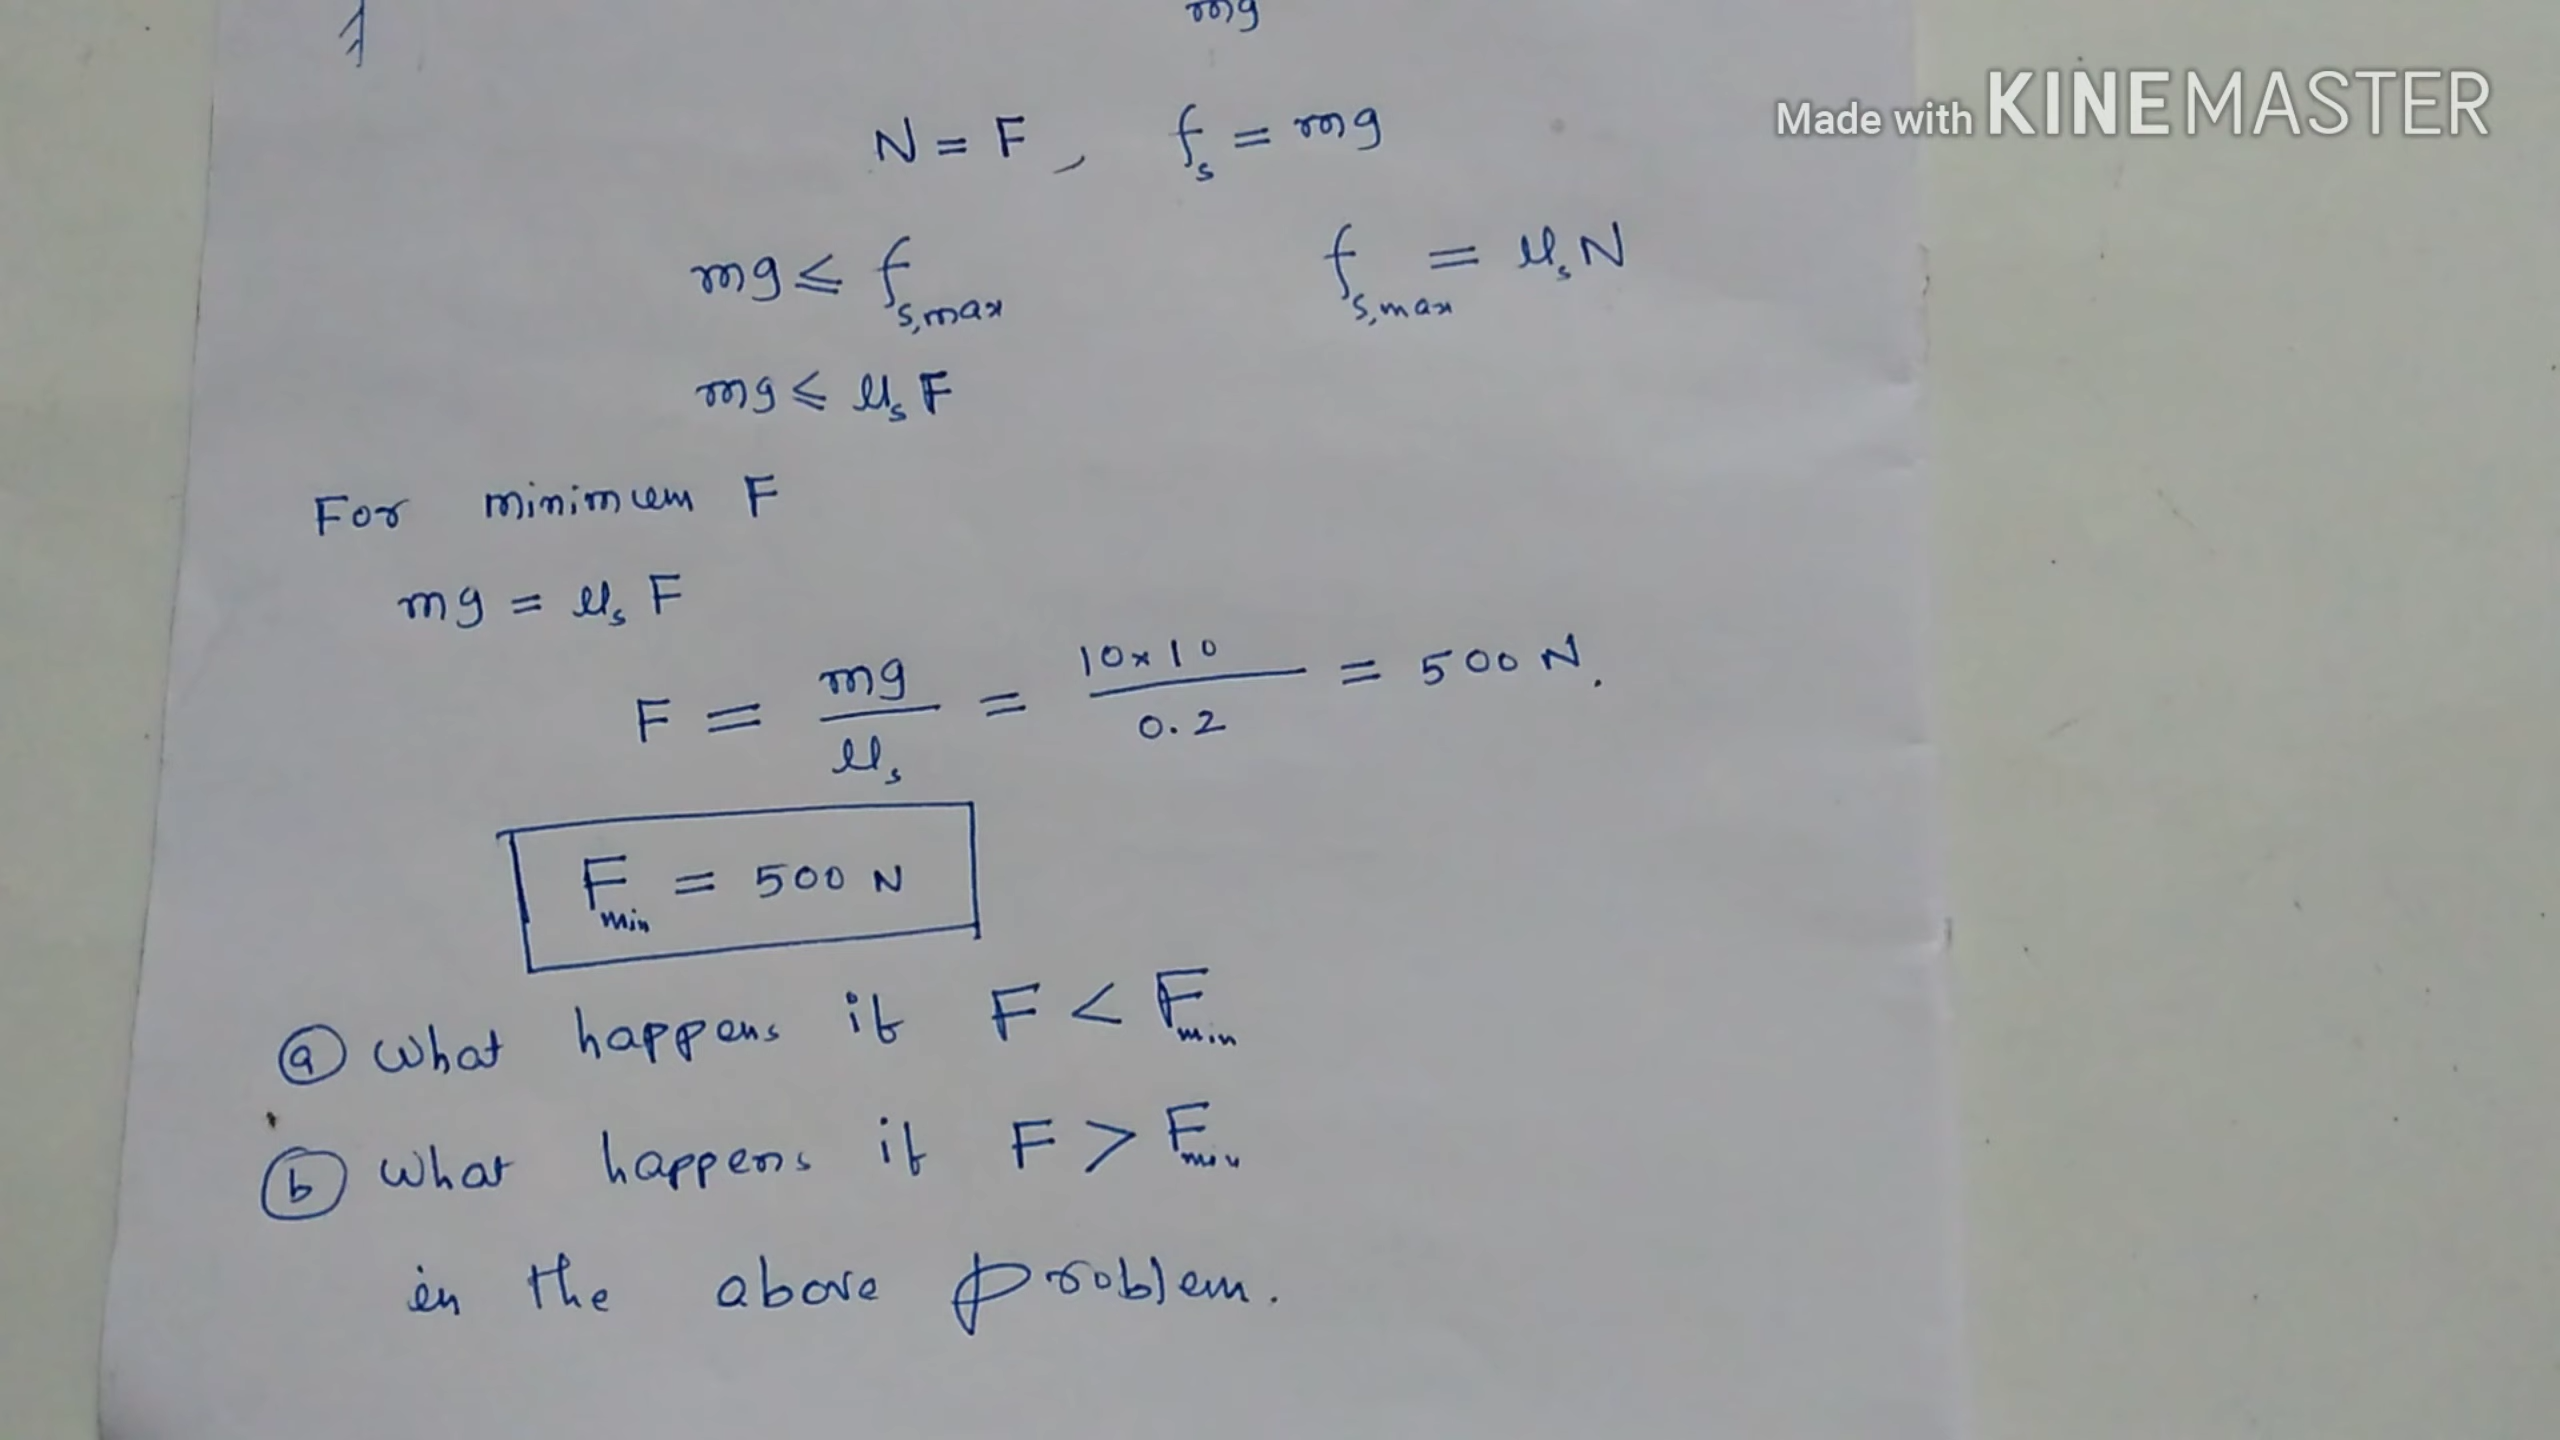 mg
Made with KINEMASTER
N = F, f_s = mg
mg ≤ f_s,max f_s,max = μ_s N
mg ≤ μ_s F
For minimum F
mg = μ_s F
F = mg / μ_s = 10×10 / 0.2 = 500 N.
F_min = 500 N
(a) What happens if F < F_min
(b) What happens if F > F_min
in the above problem.